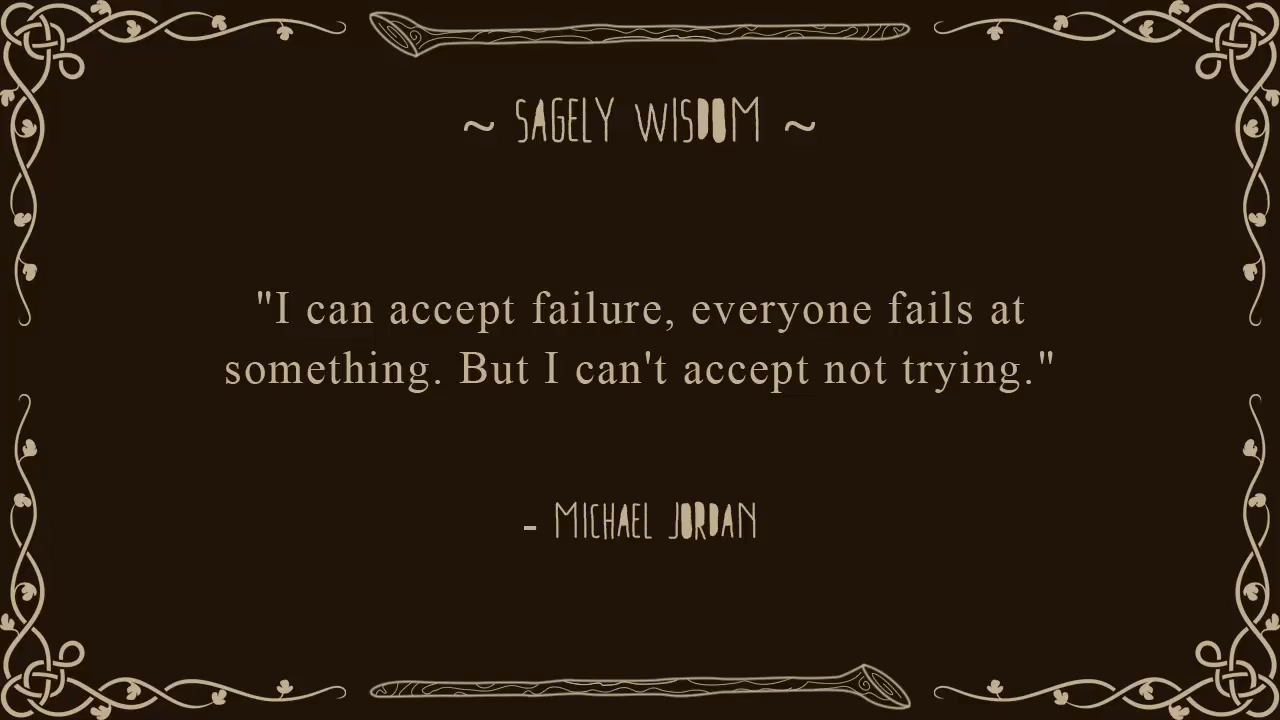 ~ SAGELY WISDOM ~
"I can accept failure, everyone fails at
something. But I can't accept not trying."
- MICHAEL JORDAN